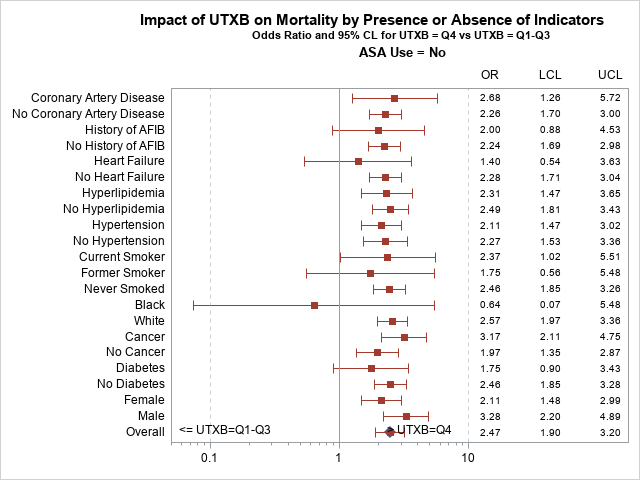 Impact of UTXB on Mortality by Presence or Absence of Indicators
Odds Ratio and 95% CL for UTXB = Q4 vs UTXB = Q1-Q3
ASA Use = No
OR LCL UCL
Coronary Artery Disease 2.68 1.26 5.72
No Coronary Artery Disease 2.26 1.70 3.00
History of AFIB 2.00 0.88 4.53
No History of AFIB 2.24 1.69 2.98
Heart Failure 1.40 0.54 3.63
No Heart Failure 2.28 1.71 3.04
Hyperlipidemia 2.31 1.47 3.65
No Hyperlipidemia 2.49 1.81 3.43
Hypertension 2.11 1.47 3.02
No Hypertension 2.27 1.53 3.36
Current Smoker 2.37 1.02 5.51
Former Smoker 1.75 0.56 5.48
Never Smoked 2.46 1.85 3.26
Black 0.64 0.07 5.48
White 2.57 1.97 3.36
Cancer 3.17 2.11 4.75
No Cancer 1.97 1.35 2.87
Diabetes 1.75 0.90 3.43
No Diabetes 2.46 1.85 3.28
Female 2.11 1.48 2.99
Male 3.28 2.20 4.89
Overall <= UTXB=Q1-Q3 UTXB=Q4 2.47 1.90 3.20
0.1 1 10